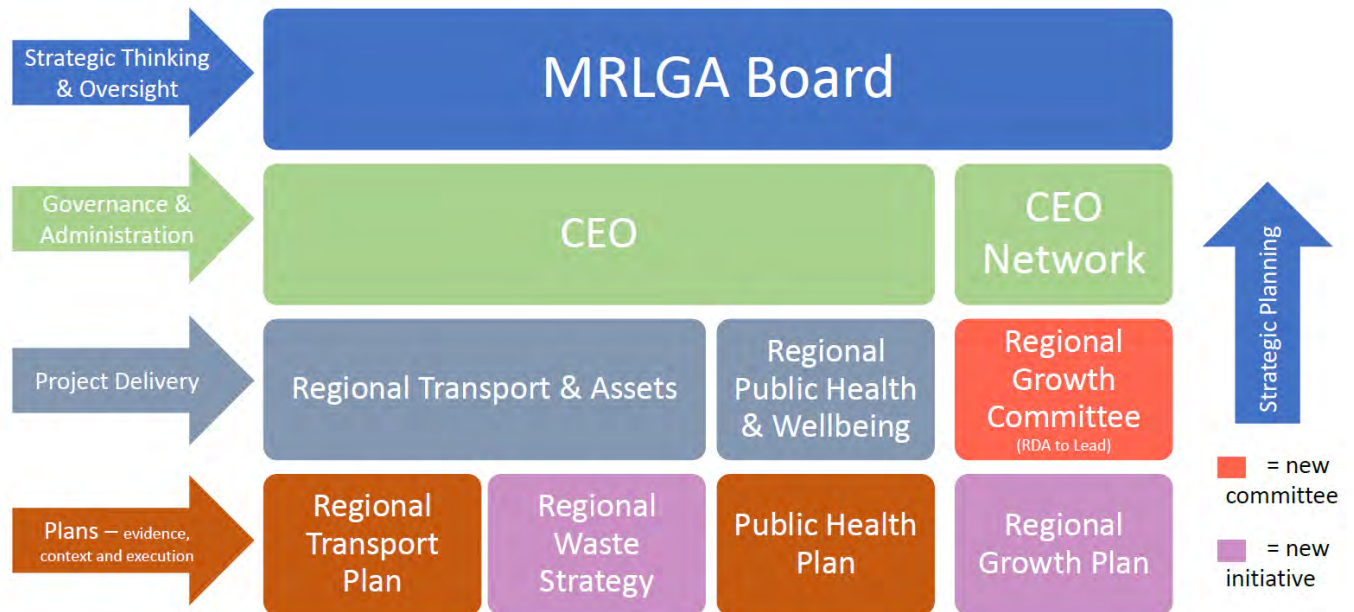 Strategic Thinking
& Oversight
MRLGA Board
Governance &
Administration
CEO
CEO
Network
Strategic Planning
Project Delivery
Regional Transport & Assets
Regional
Public Health
& Wellbeing
Regional
Growth
Committee
(RDA to Lead)
Plans – evidence,
context and execution
Regional
Transport
Plan
Regional
Waste
Strategy
Public Health
Plan
Regional
Growth Plan
= new
committee
= new
initiative